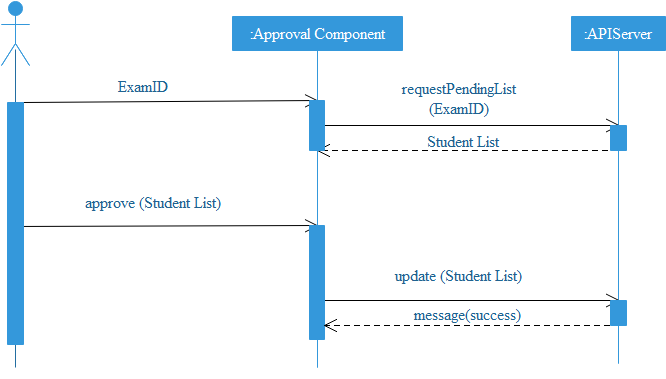 :Approval Component
:APIServer
ExamID
requestPendingList
(ExamID)
Student List
approve (Student List)
update (Student List)
message(success)